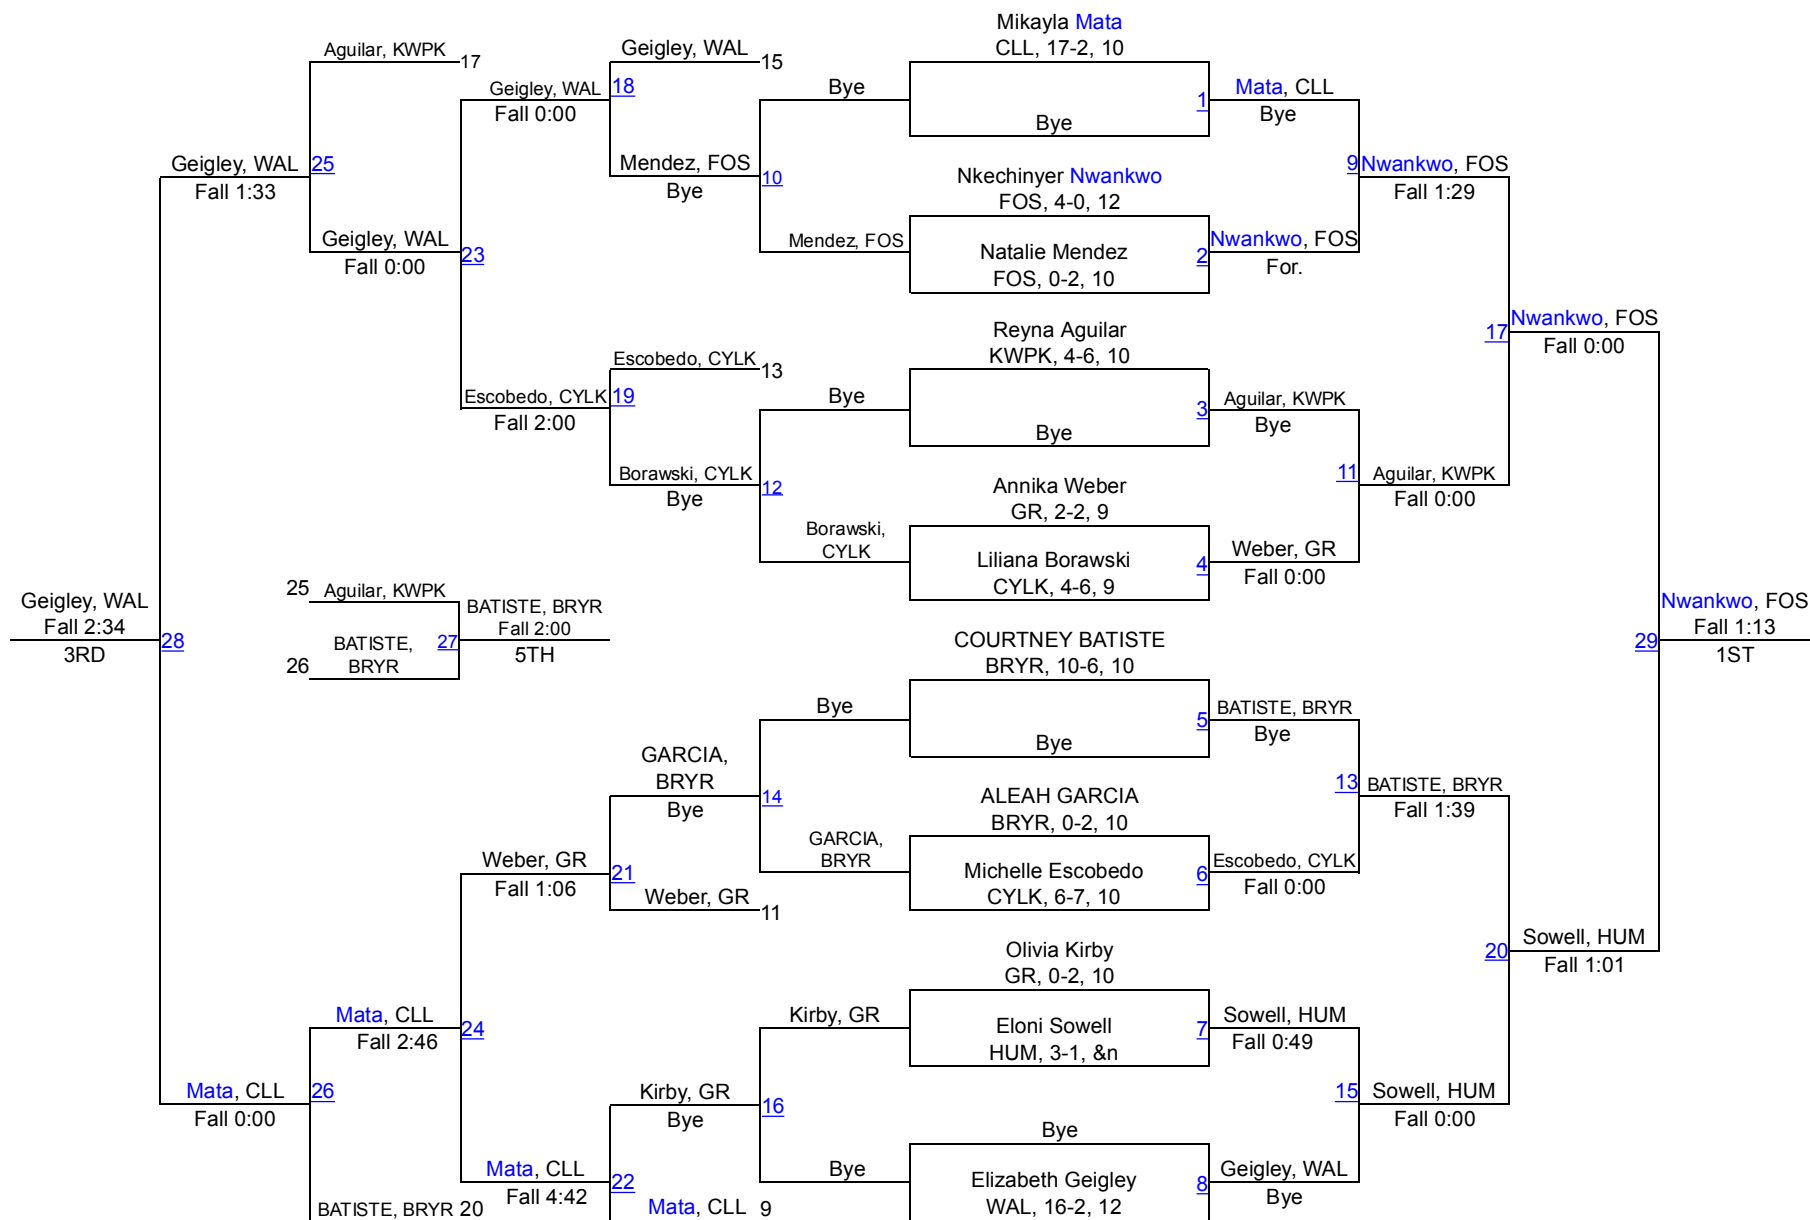 Mikayla Mata
CLL, 17-2, 10
Aguilar, KWPK
17
Geigley, WAL
15
Geigley, WAL
18
Fall 0:00
Bye
1
Mata, CLL
Bye
Bye
Geigley, WAL
25
Fall 1:33
Mendez, FOS
10
Bye
Nkechinyer Nwankwo
FOS, 4-0, 12
9
Nwankwo, FOS
Fall 1:29
Geigley, WAL
23
Fall 0:00
Mendez, FOS
Natalie Mendez
FOS, 0-2, 10
2
Nwankwo, FOS
For.
Reyna Aguilar
KWPK, 4-6, 10
17
Nwankwo, FOS
Fall 0:00
Escobedo, CYLK
13
Escobedo, CYLK
19
Fall 2:00
Bye
Bye
3
Aguilar, KWPK
Bye
Borawski, CYLK
12
Bye
Annika Weber
GR, 2-2, 9
11
Aguilar, KWPK
Fall 0:00
Borawski,
CYLK
Liliana Borawski
CYLK, 4-6, 9
4
Weber, GR
Fall 0:00
Geigley, WAL
Fall 2:34
3RD
28
25
Aguilar, KWPK
BATISTE,
BRYR
26
27
BATISTE, BRYR
Fall 2:00
5TH
COURTNEY BATISTE
BRYR, 10-6, 10
29
Nwankwo, FOS
Fall 1:13
1ST
Bye
Bye
5
BATISTE, BRYR
Bye
GARCIA,
BRYR
14
Bye
ALEAH GARCIA
BRYR, 0-2, 10
13
BATISTE, BRYR
Fall 1:39
Weber, GR
21
Fall 1:06
GARCIA,
BRYR
Michelle Escobedo
CYLK, 6-7, 10
6
Escobedo, CYLK
Fall 0:00
Weber, GR
11
Olivia Kirby
GR, 0-2, 10
20
Sowell, HUM
Fall 1:01
Mata, CLL
24
Fall 2:46
Kirby, GR
Eloni Sowell
HUM, 3-1, &n
7
Sowell, HUM
Fall 0:49
Mata, CLL
26
Fall 0:00
Kirby, GR
16
Bye
Bye
15
Sowell, HUM
Fall 0:00
Mata, CLL
22
Fall 4:42
Bye
Elizabeth Geigley
WAL, 16-2, 12
8
Geigley, WAL
Bye
BATISTE, BRYR
20
Mata, CLL
9